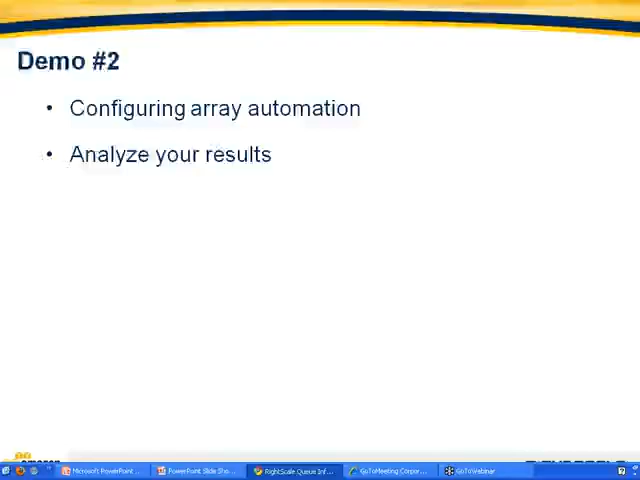 Demo #2
• Configuring array automation
• Analyze your results
Microsoft PowerPoint ...
PowerPoint Slide Sho...
RightScale Queue Inf...
GoToMeeting Corpor...
GoToWebinar